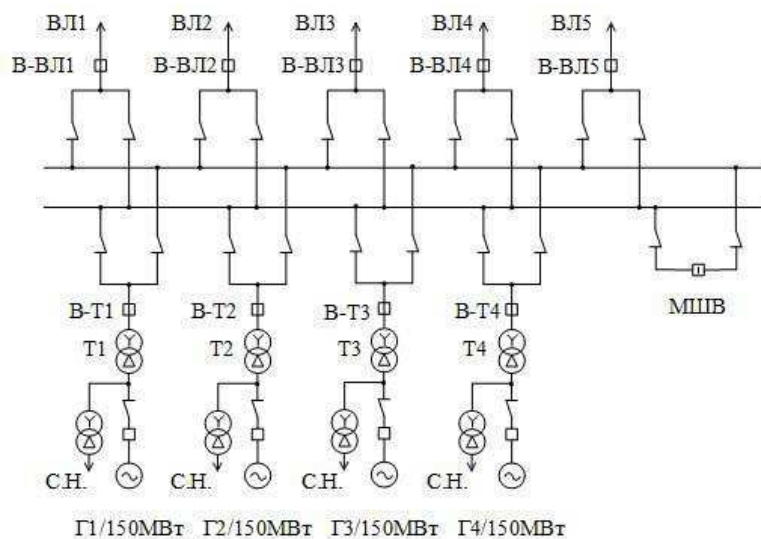 ВЛ1 ВЛ2 ВЛ3 ВЛ4 ВЛ5
В-ВЛ1 В-ВЛ2 В-ВЛ3 В-ВЛ4 В-ВЛ5
МШВ
В-Т1 В-Т2 В-Т3 В-Т4
Т1 Т2 Т3 Т4
С.Н. С.Н. С.Н. С.Н.
Г1/150МВт Г2/150МВт Г3/150МВт Г4/150МВт